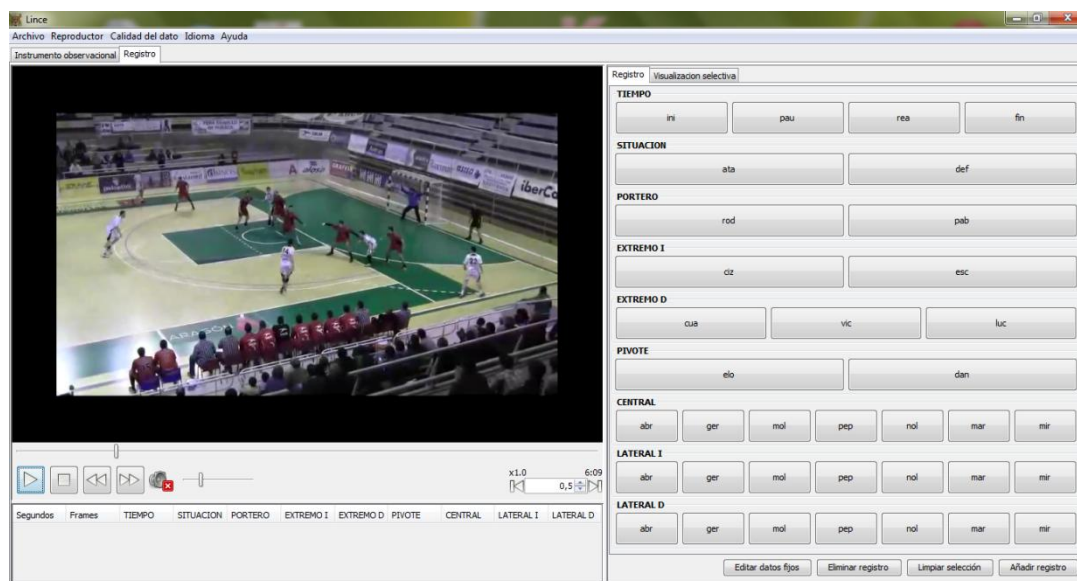 Lince
Archivo Reproductor Calidad del dato Idioma Ayuda
Instrumento observacional Registro
iberCa
ARAGÓN
x1.0 6:09
0,5
Segundos Frames TIEMPO SITUACION PORTERO EXTREMO I EXTREMO D PIVOTE CENTRAL LATERAL I LATERAL D
Registro Visualizacion selectiva
TIEMPO
ini pau rea fin
SITUACION
ata def
PORTERO
rod pab
EXTREMO I
ciz esc
EXTREMO D
cua vic luc
PIVOTE
elo dan
CENTRAL
abr ger mol pep nol mar mir
LATERAL I
abr ger mol pep nol mar mir
LATERAL D
abr ger mol pep nol mar mir
Editar datos fijos Eliminar registro Limpiar selección Añadir registro